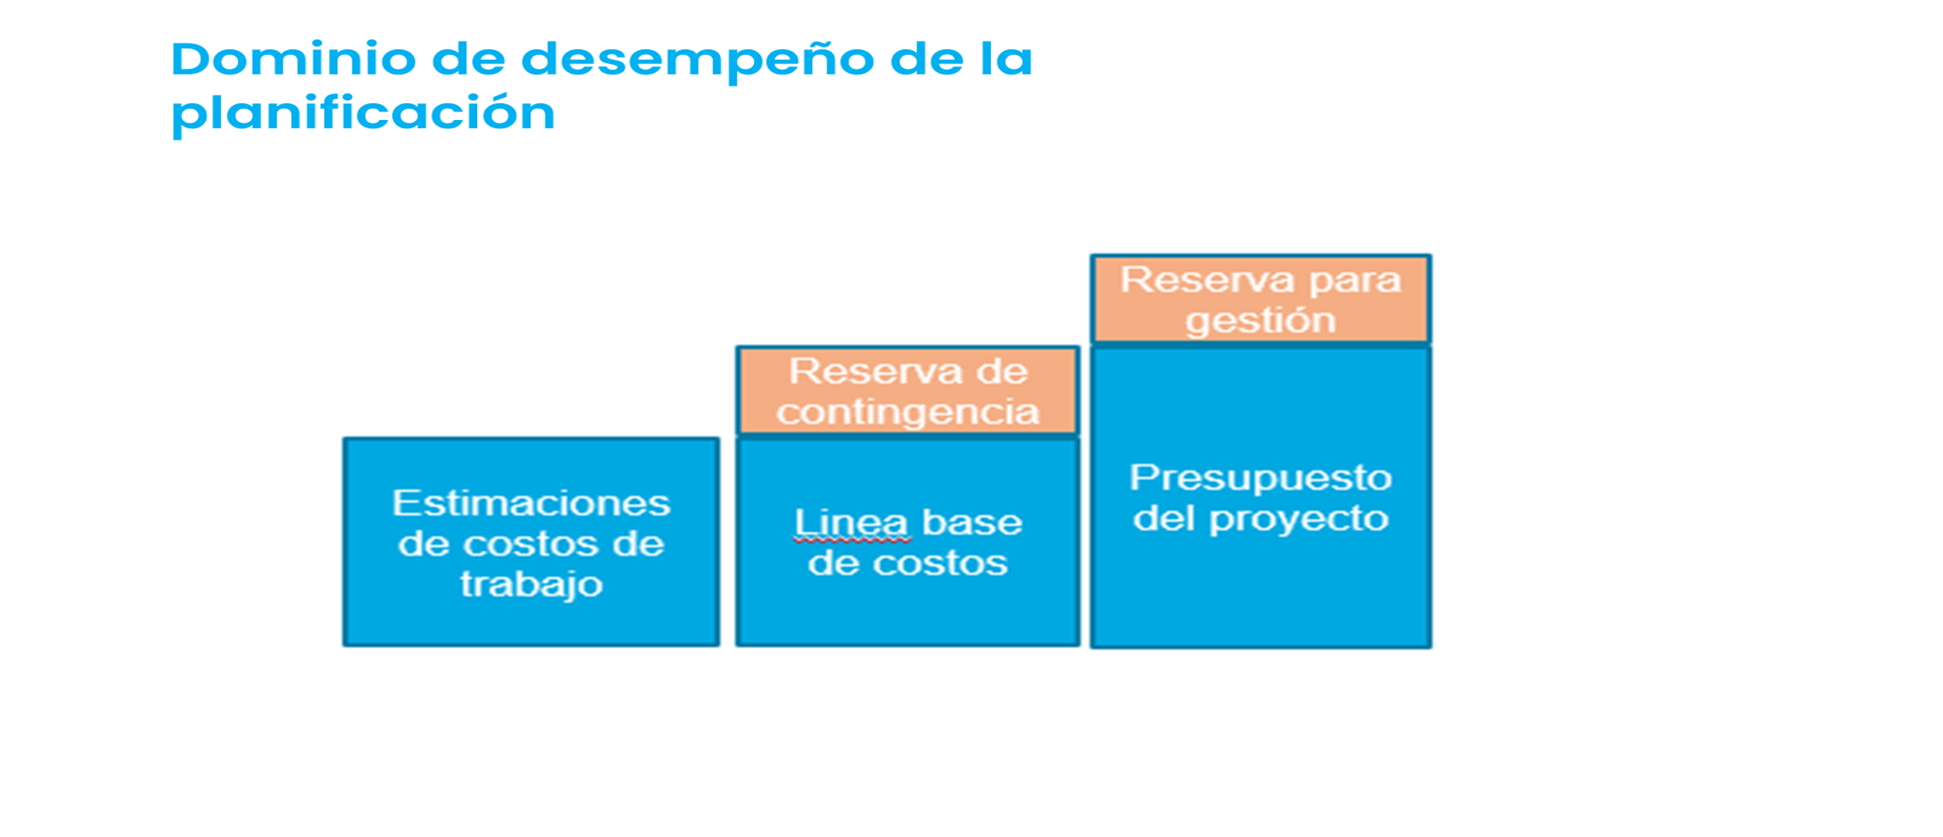 Dominio de desempeño de la
planificación
Estimaciones
de costos de
trabajo
Reserva de
contingencia
Linea base
de costos
Reserva para
gestión
Presupuesto
del proyecto